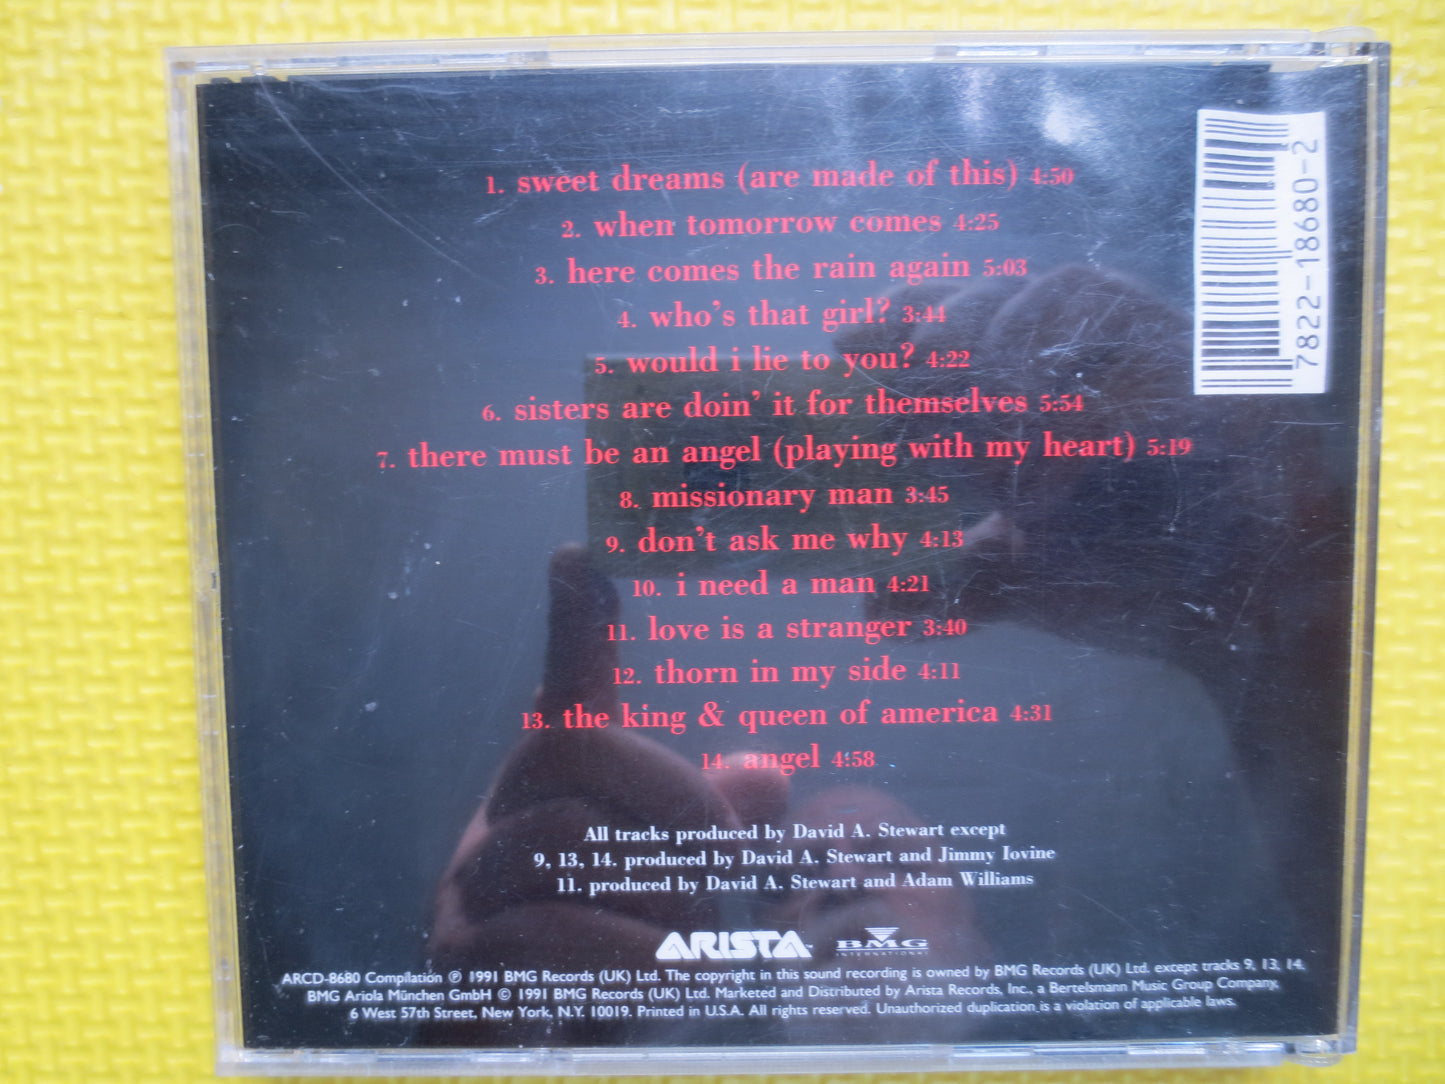 1. sweet dreams (are made of this) 4:50
2. when tomorrow comes 4:25
3. here comes the rain again 5:03
4. who's that girl? 3:44
5. would i lie to you? 4:22
6. sisters are doin' it for themselves 5:54
7. there must be an angel (playing with my heart) 5:19
8. missionary man 3:45
9. don't ask me why 4:13
10. i need a man 4:21
11. love is a stranger 3:40
12. thorn in my side 4:11
13. the king & queen of america 4:31
14. angel 4:58
7822-18680-2
All tracks produced by David A. Stewart except
9, 13, 14. produced by David A. Stewart and Jimmy Iovine
11. produced by David A. Stewart and Adam Williams
ARISTA™ BMG INTERNATIONAL
ARCD-8680 Compilation ℗ 1991 BMG Records (UK) Ltd. The copyright in this sound recording is owned by BMG Records (UK) Ltd. except tracks 9, 13, 14,
BMG Ariola München GmbH © 1991 BMG Records (UK) Ltd. Marketed and Distributed by Arista Records, Inc., a Bertelsmann Music Group Company,
6 West 57th Street, New York, N.Y. 10019. Printed in U.S.A. All rights reserved. Unauthorized duplication is a violation of applicable laws.